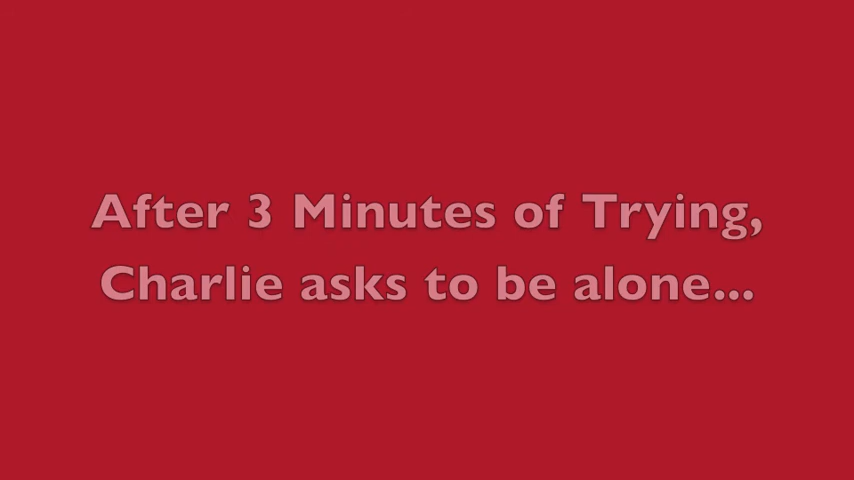 After 3 Minutes of Trying,
Charlie asks to be alone...